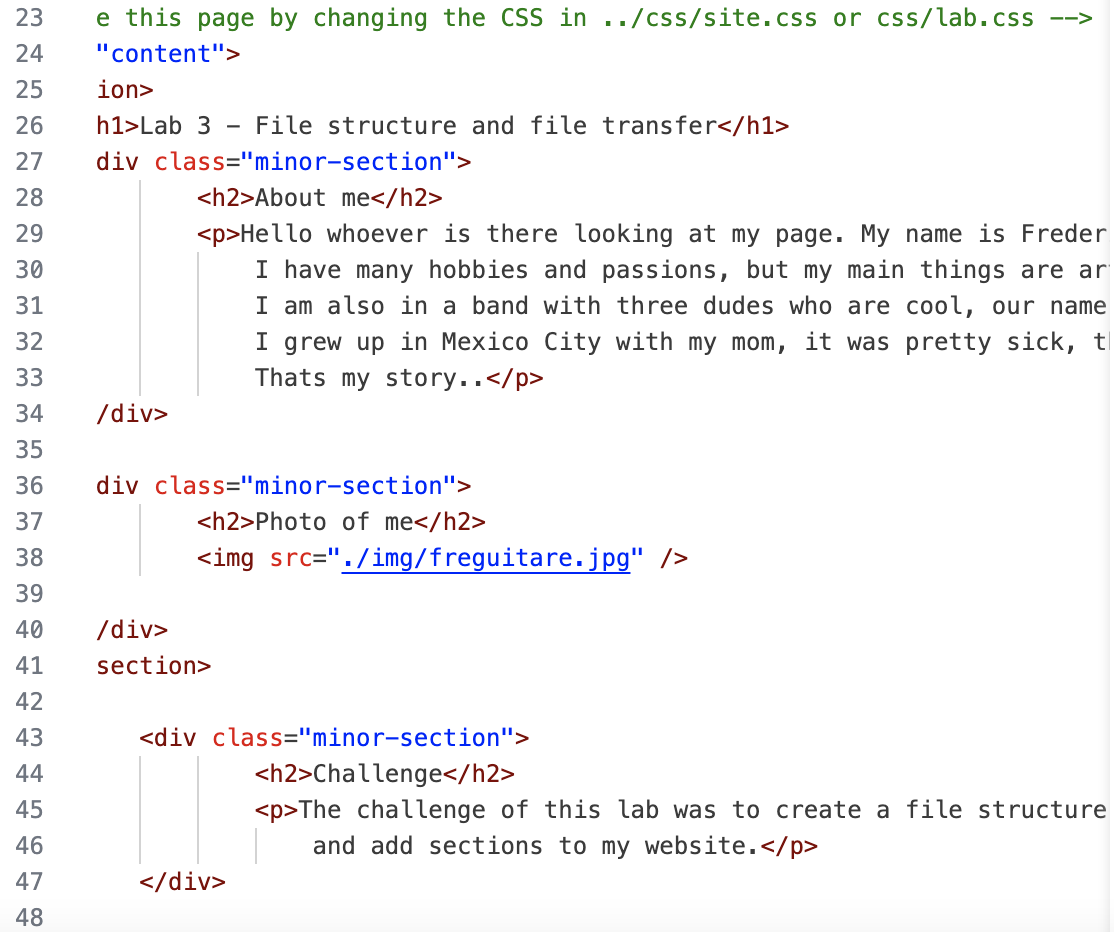 23 e this page by changing the CSS in ../css/site.css or css/lab.css -->
24 "content">
25 ion>
26 h1>Lab 3 - File structure and file transfer</h1>
27 div class="minor-section">
28 <h2>About me</h2>
29 <p>Hello whoever is there looking at my page. My name is Freder
30 I have many hobbies and passions, but my main things are ar
31 I am also in a band with three dudes who are cool, our name
32 I grew up in Mexico City with my mom, it was pretty sick, t
33 Thats my story..</p>
34 /div>
35
36 div class="minor-section">
37 <h2>Photo of me</h2>
38 <img src="./img/freguitare.jpg" />
39
40 /div>
41 section>
42
43 <div class="minor-section">
44 <h2>Challenge</h2>
45 <p>The challenge of this lab was to create a file structure
46 and add sections to my website.</p>
47 </div>
48